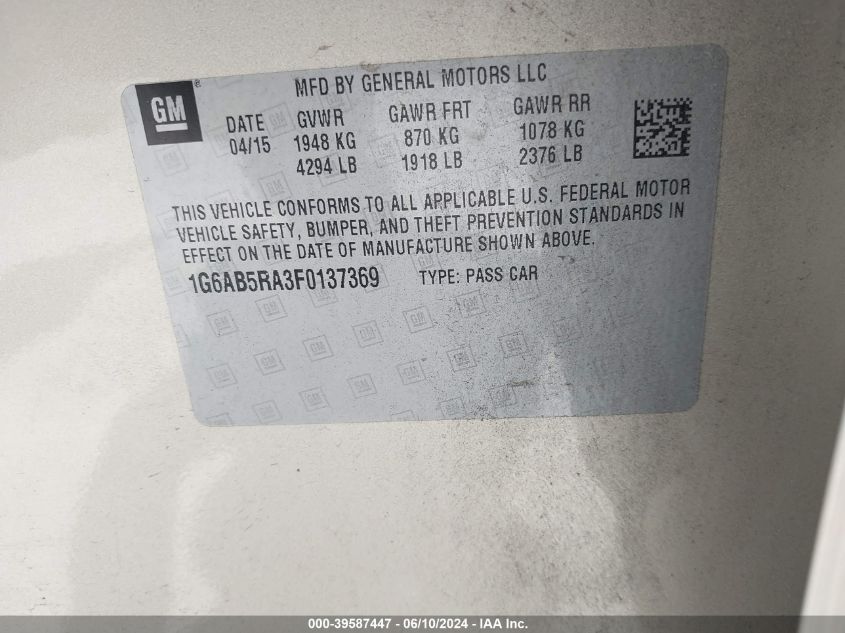 MFD BY GENERAL MOTORS LLC
GM ®
DATE GVWR GAWR FRT GAWR RR
04/15 1948 KG 870 KG 1078 KG
4294 LB 1918 LB 2376 LB
THIS VEHICLE CONFORMS TO ALL APPLICABLE U.S. FEDERAL MOTOR
VEHICLE SAFETY, BUMPER, AND THEFT PREVENTION STANDARDS IN
EFFECT ON THE DATE OF MANUFACTURE SHOWN ABOVE.
1G6AB5RA3F0137369 TYPE: PASS CAR
000-39587447 - 06/10/2024 - IAA Inc.